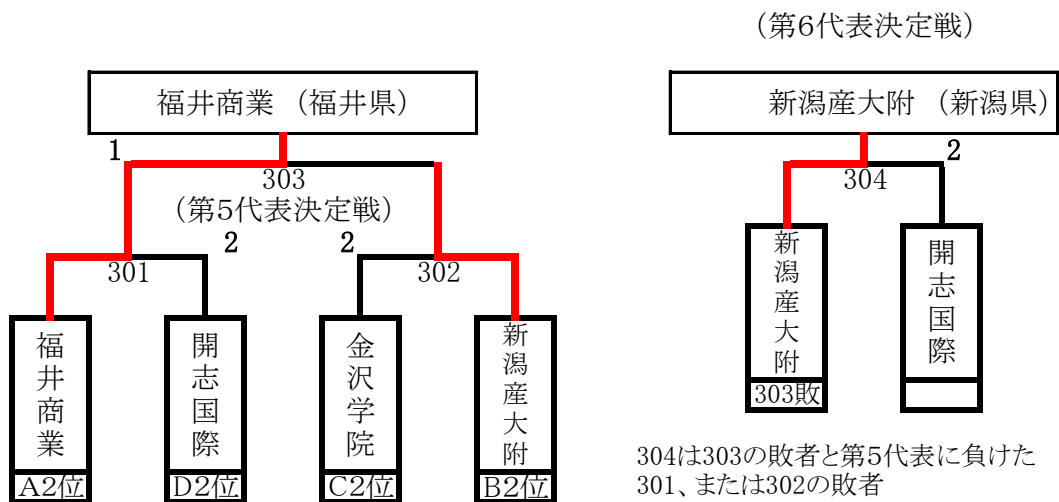 (第6代表決定戦)
福井商業 (福井県)
新潟産大附 (新潟県)
1
303
(第5代表決定戦)
2
304
2
2
301
302
新潟産大附
開志国際
303敗
福井商業
開志国際
金沢学院
新潟産大附
A2位
D2位
C2位
B2位
304は303の敗者と第5代表に負けた
301、または302の敗者